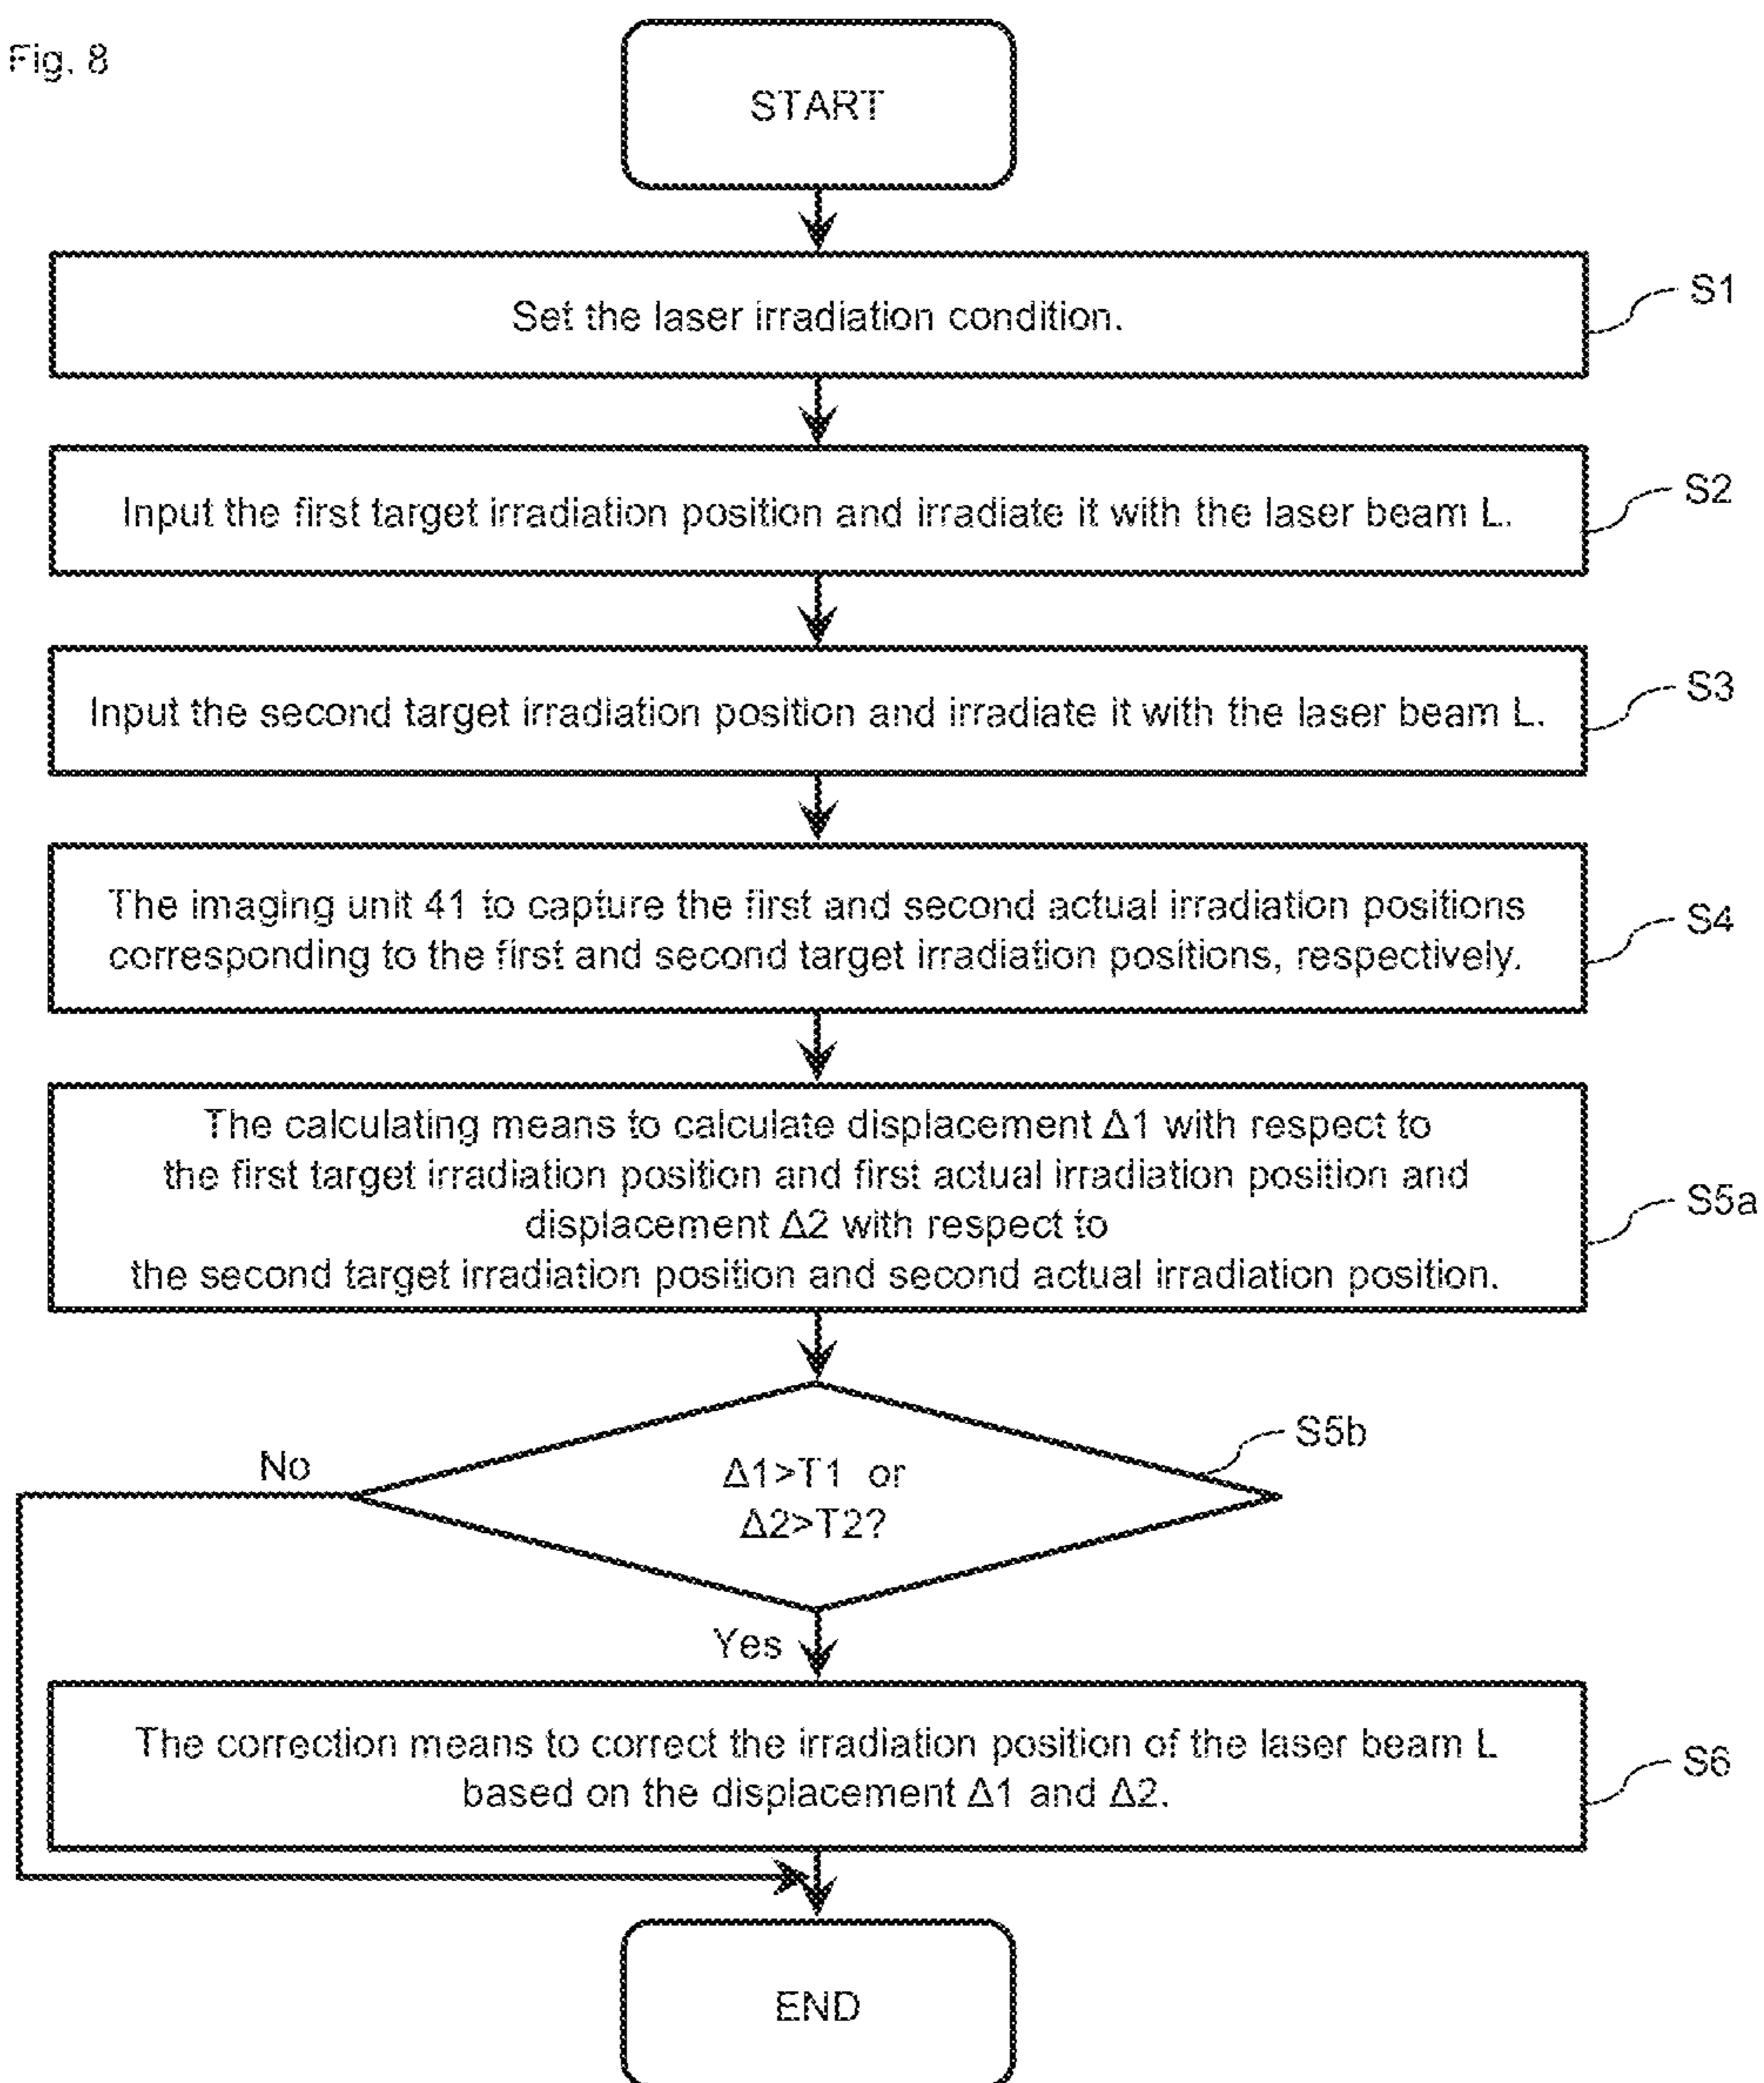 Fig. 8
START
Set the laser irradiation condition.
S1
Input the first target irradiation position and irradiate it with the laser beam L.
S2
Input the second target irradiation position and irradiate it with the laser beam L.
S3
The imaging unit 41 to capture the first and second actual irradiation positions
corresponding to the first and second target irradiation positions, respectively.
S4
The calculating means to calculate displacement Δ1 with respect to
the first target irradiation position and first actual irradiation position and
displacement Δ2 with respect to
the second target irradiation position and second actual irradiation position.
S5a
Δ1>T1 or
Δ2>T2?
S5b
No
Yes
The correction means to correct the irradiation position of the laser beam L
based on the displacement Δ1 and Δ2.
S6
END